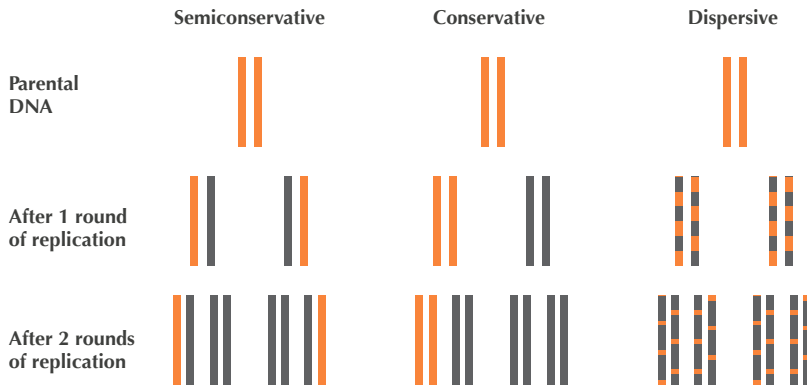 Semiconservative Conservative Dispersive
Parental
DNA
After 1 round
of replication
After 2 rounds
of replication